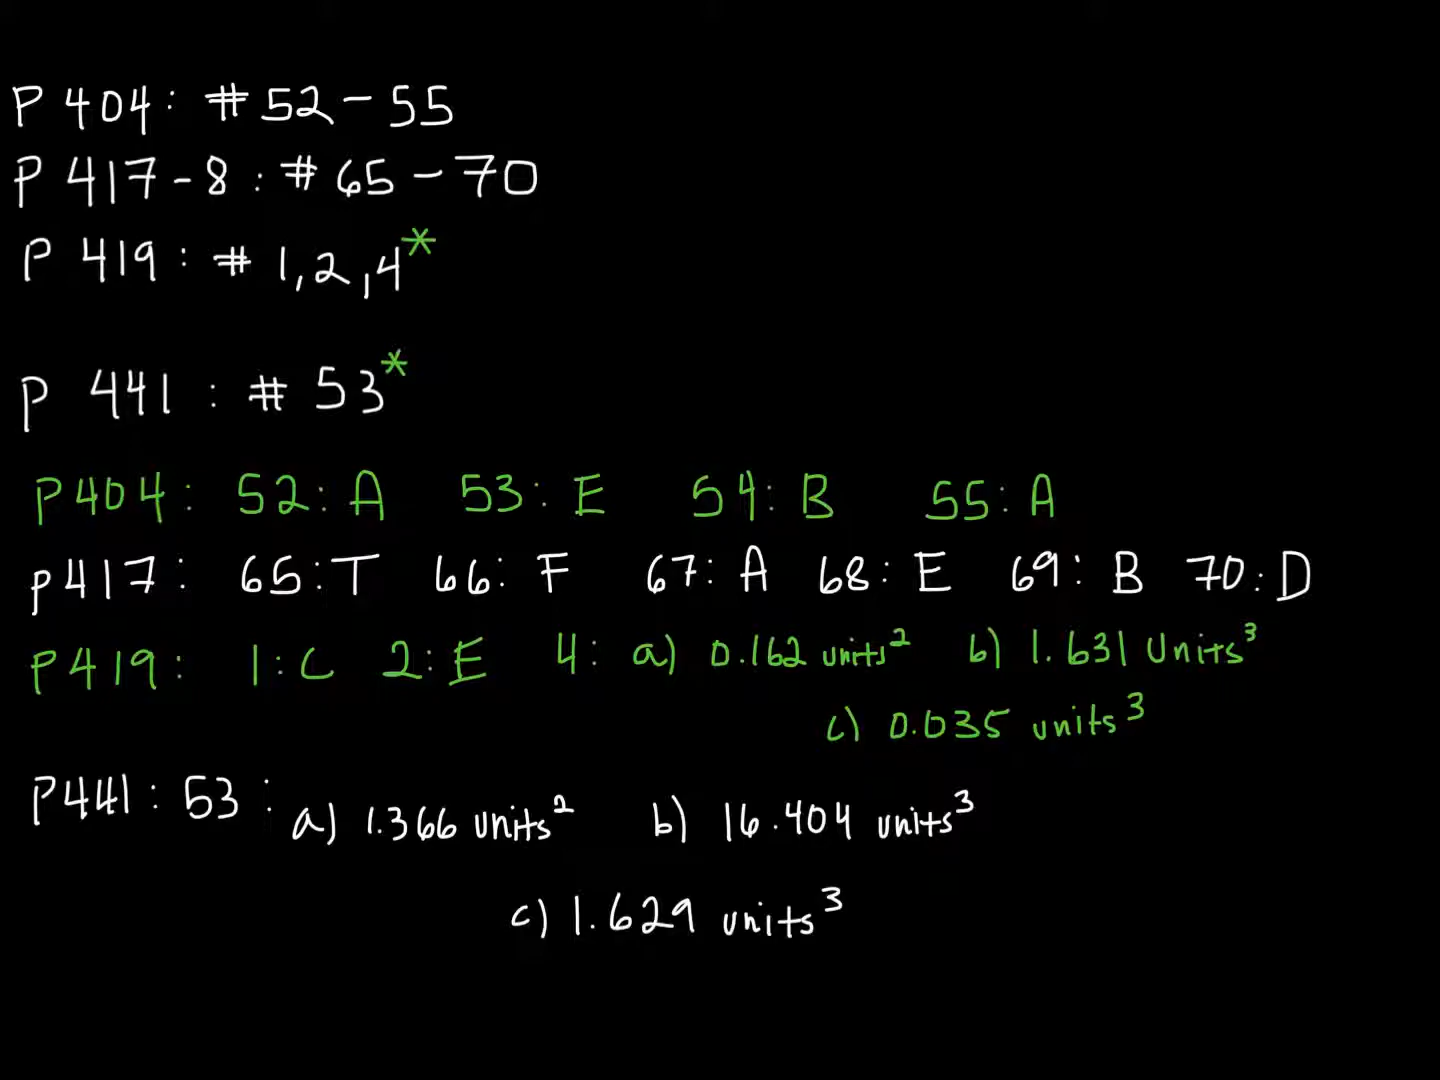 P 404: # 52-55
P 417-8: # 65-70
P 419: # 1,2,4*
P 441: # 53*
P404: 52: A 53: E 54: B 55: A
P417: 65: T 66: F 67: A 68: E 69: B 70: D
P419: 1: C 2: E 4: a) 0.162 units² b) 1.631 Units³
c) 0.035 units³
P441: 53: a) 1.366 units² b) 16.404 units³
c) 1.629 units³